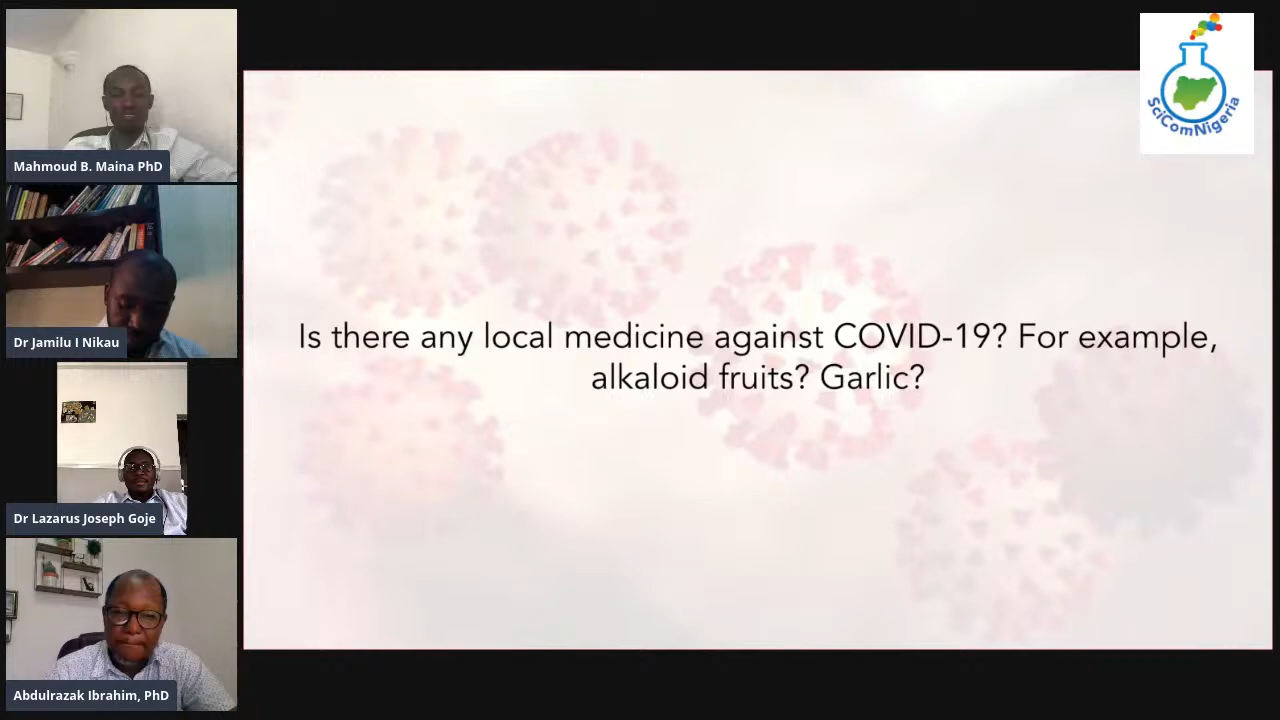 Mahmoud B. Maina PhD
Dr Jamilu I Nikau
Dr Lazarus Joseph Goje
Abdulrazak Ibrahim, PhD
SciComNigeria
Is there any local medicine against COVID-19? For example,
alkaloid fruits? Garlic?